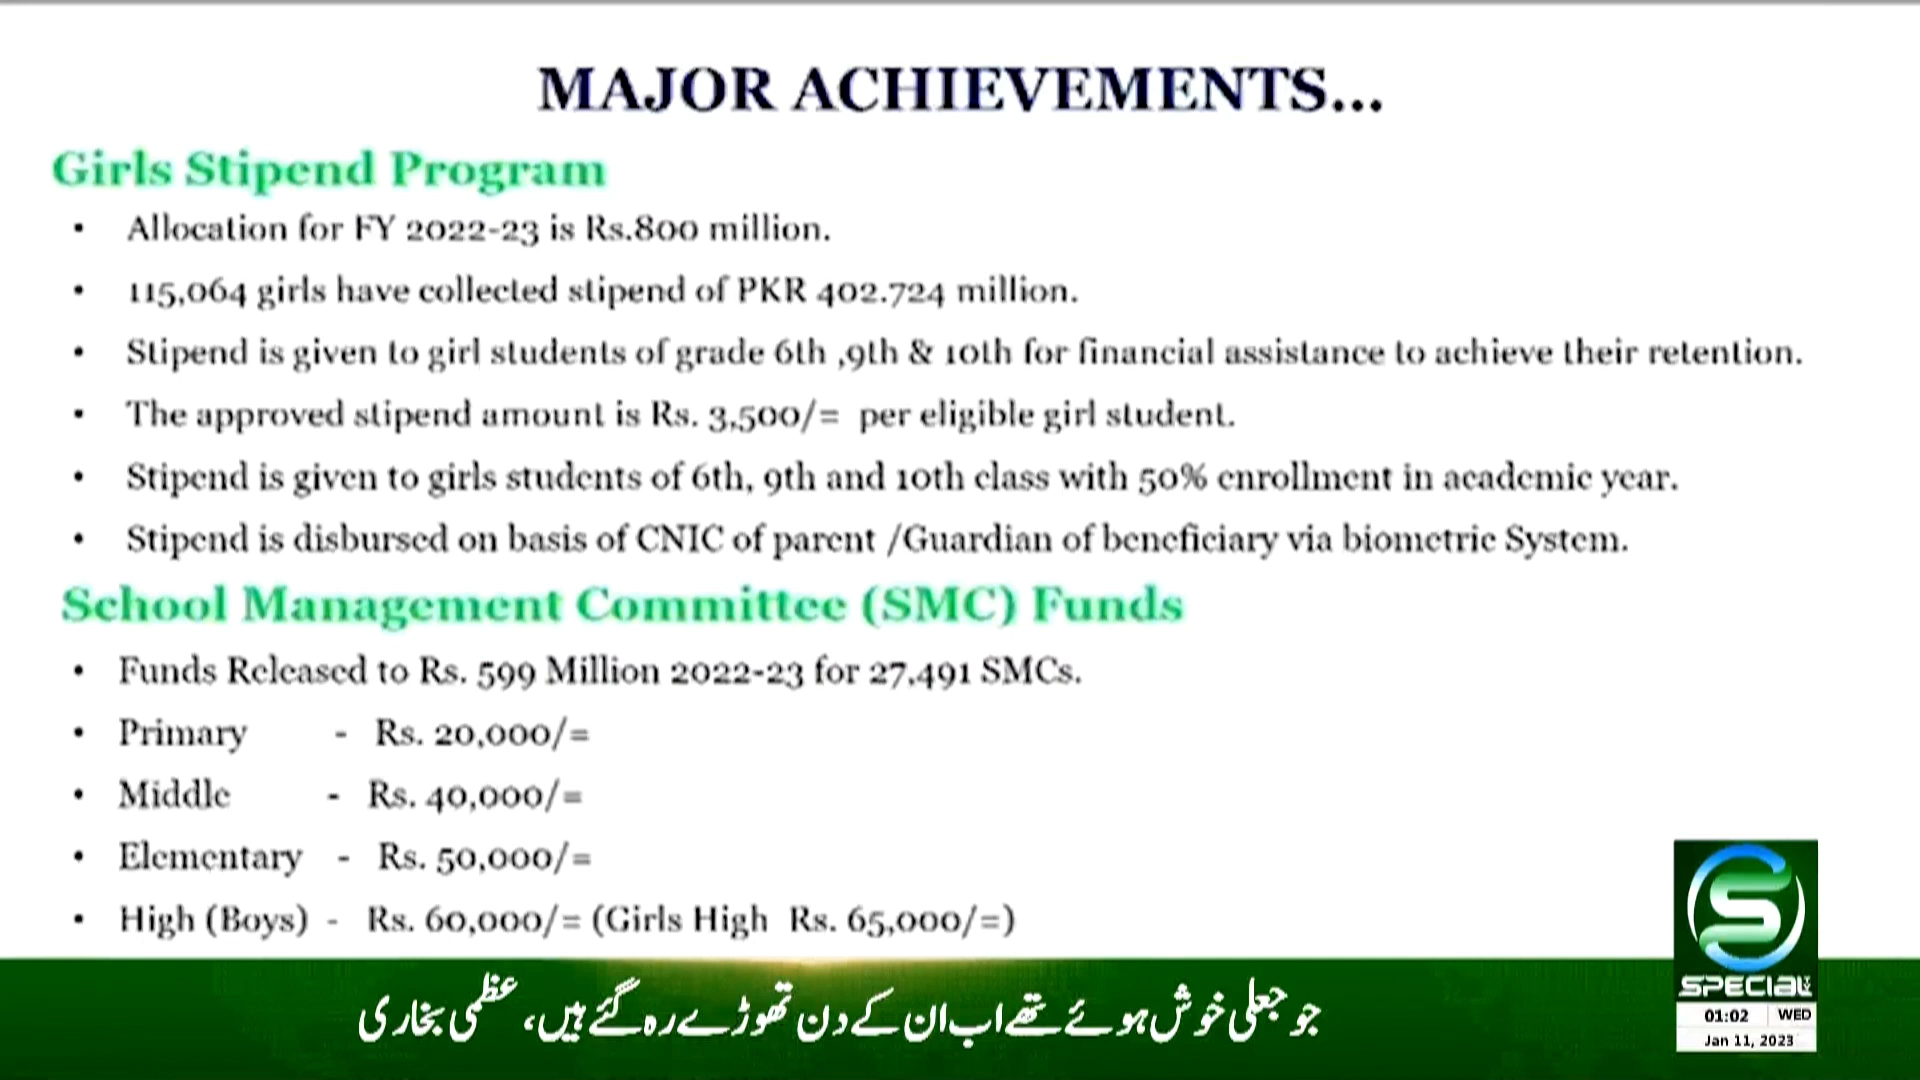 MAJOR ACHIEVEMENTS...
Girls Stipend Program
• Allocation for FY 2022-23 is Rs.800 million.
• 115,064 girls have collected stipend of PKR 402.724 million.
• Stipend is given to girl students of grade 6th ,9th & 10th for financial assistance to achieve their retention.
• The approved stipend amount is Rs. 3,500/= per eligible girl student.
• Stipend is given to girls students of 6th, 9th and 10th class with 50% enrollment in academic year.
• Stipend is disbursed on basis of CNIC of parent /Guardian of beneficiary via biometric System.
School Management Committee (SMC) Funds
• Funds Released to Rs. 599 Million 2022-23 for 27,491 SMCs.
• Primary - Rs. 20,000/=
• Middle - Rs. 40,000/=
• Elementary - Rs. 50,000/=
• High (Boys) - Rs. 60,000/= (Girls High Rs. 65,000/=)
جو جعلی خوش ہوئے تھے اب ان کے دن تھوڑے رہ گئے ہیں، عظمی بخاری
SPECIAL
01:02 WED
Jan 11, 2023